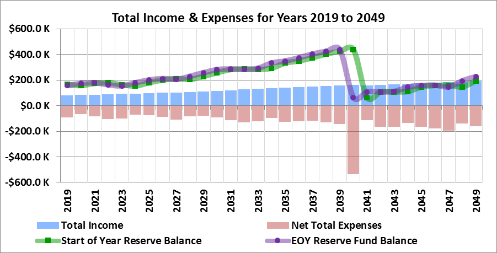 Total Income & Expenses for Years 2019 to 2049
$600.0 K
$400.0 K
$200.0 K
$0.0 K
-$200.0 K
-$400.0 K
-$600.0 K
2019 2021 2023 2025 2027 2029 2031 2033 2035 2037 2039 2041 2043 2045 2047 2049
Total Income Net Total Expenses
Start of Year Reserve Balance EOY Reserve Fund Balance